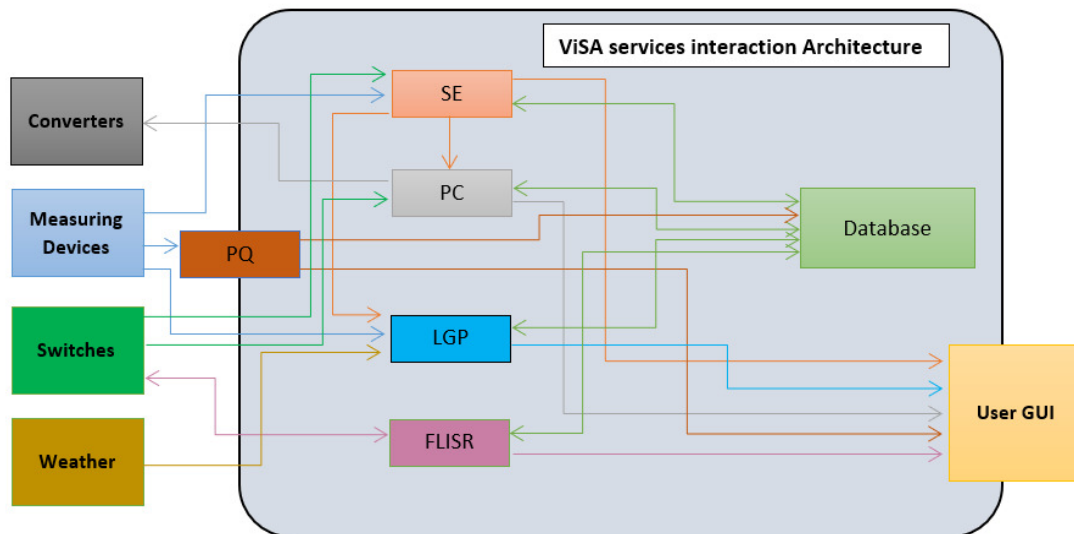 ViSA services interaction Architecture
SE
Converters
PC
Measuring
Devices
Database
PQ
Switches
LGP
User GUI
FLISR
Weather